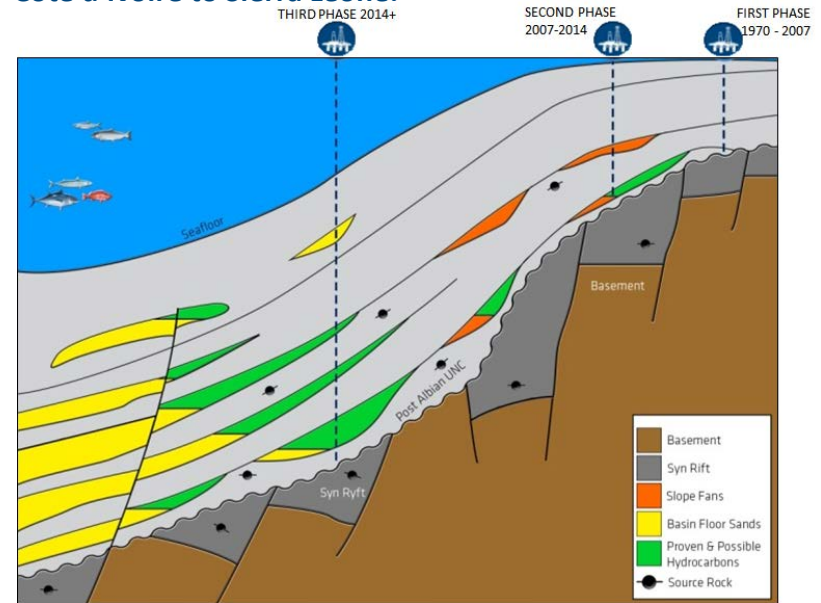 THIRD PHASE 2014+
SECOND PHASE
2007-2014
FIRST PHASE
1970 - 2007
Seafloor
Basement
Post Albian UNC
Syn Ryft
Basement
Syn Rift
Slope Fans
Basin Floor Sands
Proven & Possible
Hydrocarbons
Source Rock